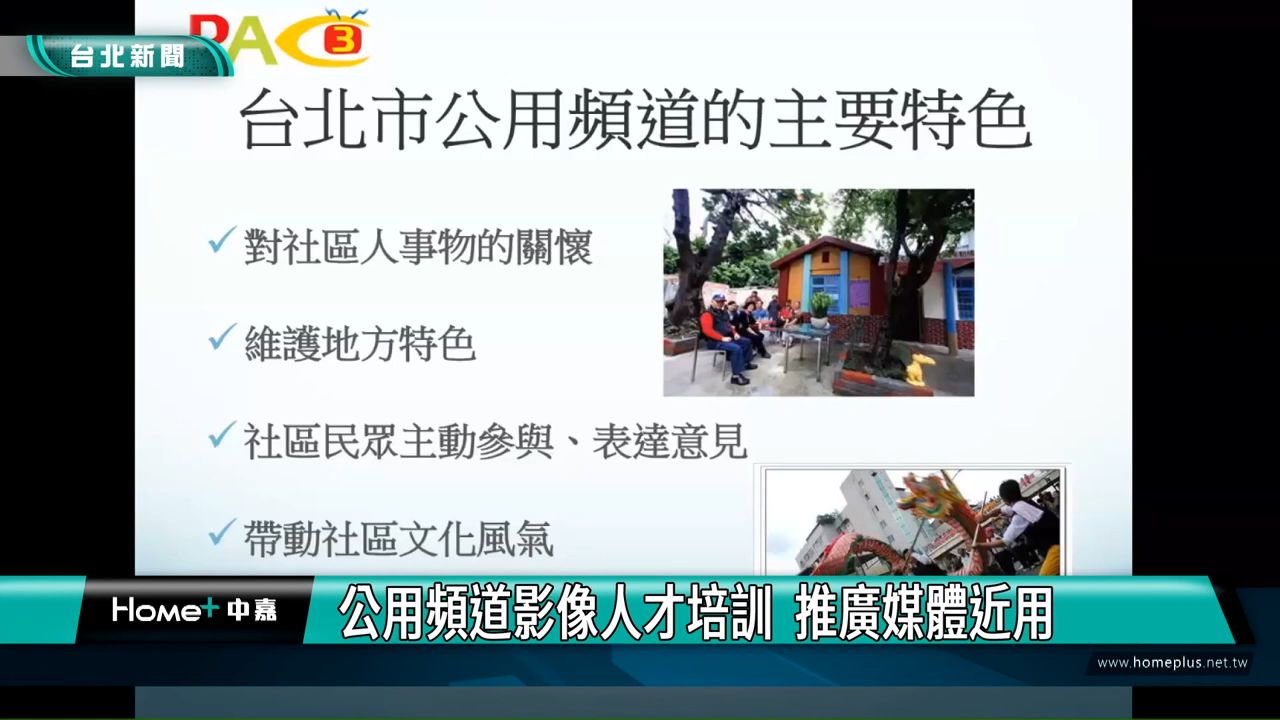 PAC 3
台北新聞
台北市公用頻道的主要特色
對社區人事物的關懷
維護地方特色
社區民眾主動參與、表達意見
帶動社區文化風氣
Home+中嘉
公用頻道影像人才培訓 推廣媒體近用
www.homeplus.net.tw